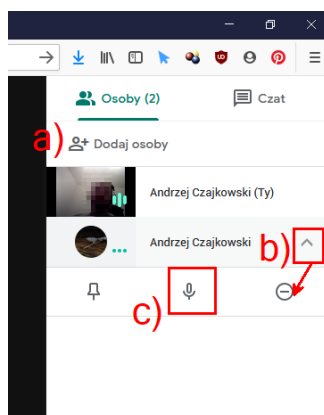 Osoby (2) Czat
a) Dodaj osoby
Andrzej Czajkowski (Ty)
Andrzej Czajkowski b)
c)